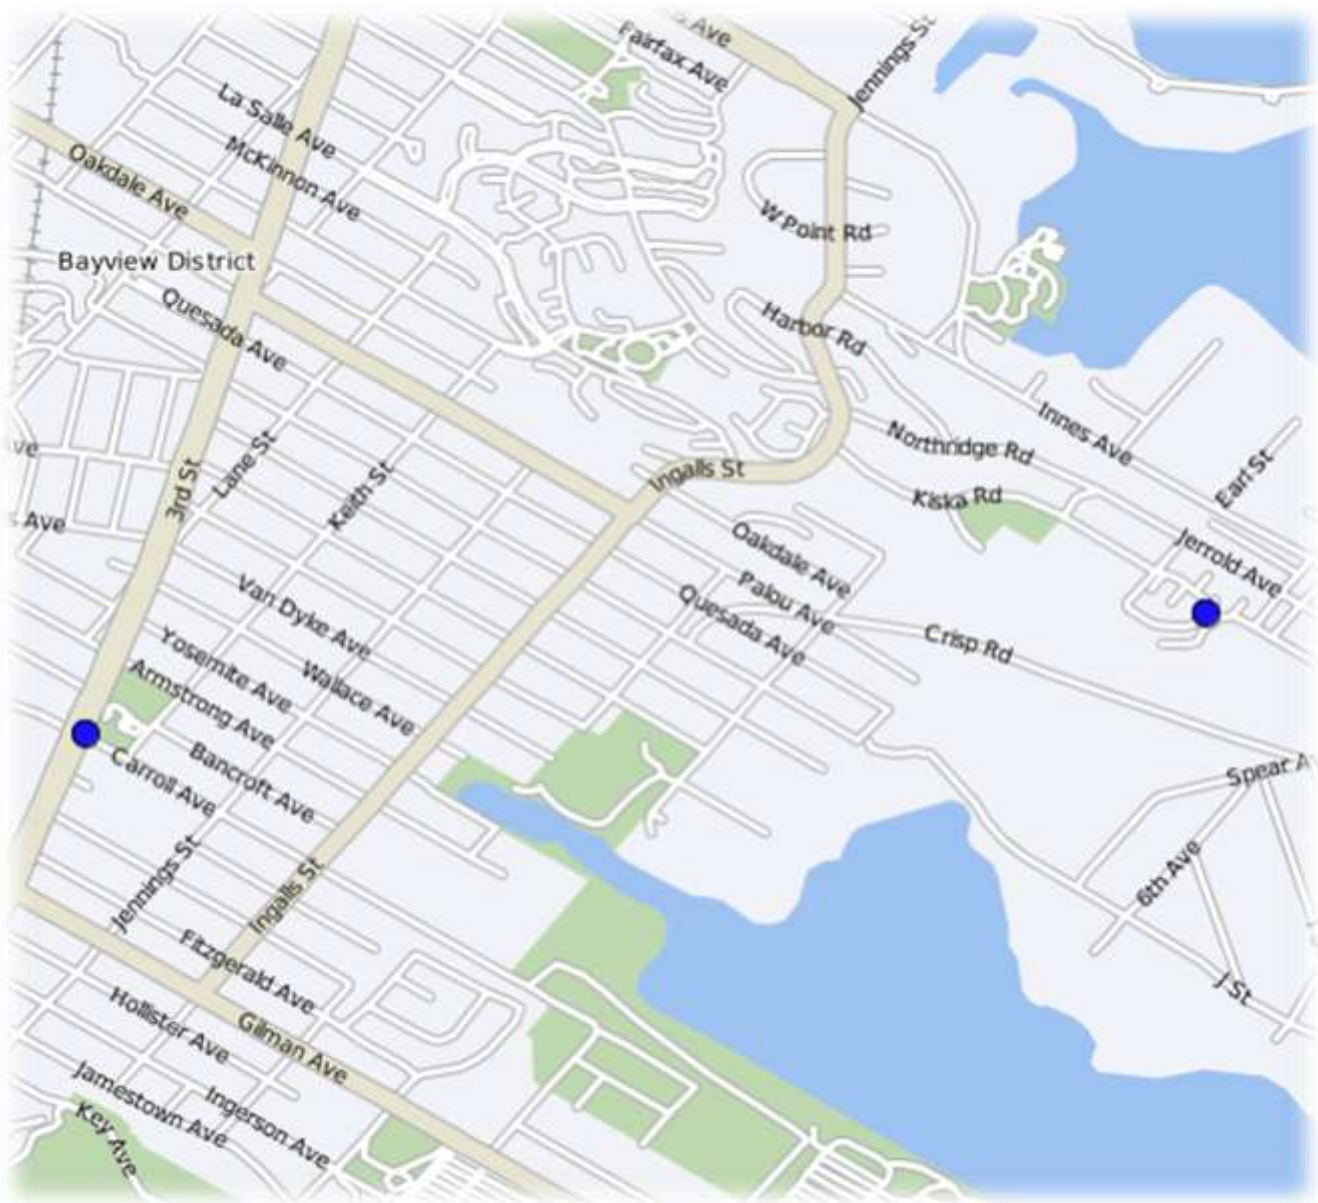 Fairfax Ave
Ave
Jennings St
La Salle Ave
McKinnon Ave
Oakdale Ave
W Point Rd
Bayview District
Quesada Ave
Harbor Rd
Innes Ave
Northridge Rd
Ingalls St
Lane St
Keith St
3rd St
Kiska Rd
Earl St
Ave
Oakdale Ave
Jerrold Ave
Palou Ave
Quesada Ave
Van Dyke Ave
Crisp Rd
Yosemite Ave
Wallace Ave
Armstrong Ave
Bancroft Ave
Carroll Ave
Spear A
6th Ave
Jennings St
Ingalls St
Fitzgerald Ave
J St
Hollister Ave
Gilman Ave
Jamestown Ave
Ingerson Ave
Key Ave